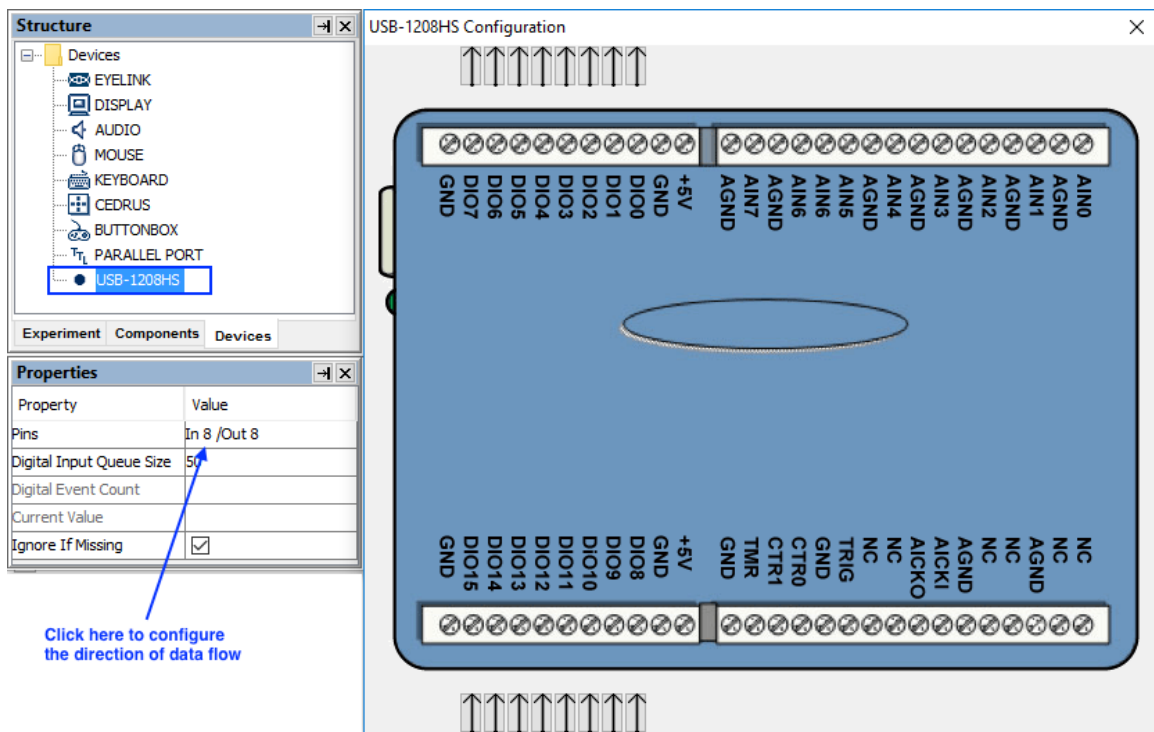 Structure
Devices
EYELINK
DISPLAY
AUDIO
MOUSE
KEYBOARD
CEDRUS
BUTTONBOX
TTL PARALLEL PORT
USB-1208HS
Experiment Components Devices
Properties
Property Value
Pins In 8 /Out 8
Digital Input Queue Size 50
Digital Event Count
Current Value
Ignore If Missing
Click here to configure
the direction of data flow
USB-1208HS Configuration
GND DIO7 DIO6 DIO5 DIO4 DIO3 DIO2 DIO1 DIO0 GND +5V AGND AIN7 AGND AIN6 AIN6 AIN5 AGND AIN4 AGND AIN3 AGND AIN2 AGND AIN1 AGND AIN0
GND DIO15 DIO14 DIO13 DIO12 DIO11 DiO10 DIO9 DIO8 GND +5V GND TMR CTR1 CTR0 GND TRIG NC NC AICKO AICKI AGND NC NC AGND NC NC